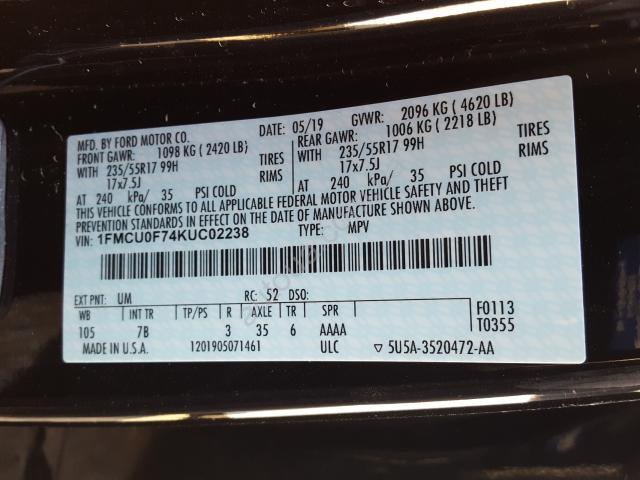 MFD. BY FORD MOTOR CO.
DATE: 05/19 GVWR: 2096 KG ( 4620 LB)
FRONT GAWR: 1098 KG ( 2420 LB) REAR GAWR: 1006 KG ( 2218 LB)
WITH 235/55R17 99H TIRES WITH 235/55R17 99H TIRES
17x7.5J RIMS 17x7.5J RIMS
AT 240 kPa/ 35 PSI COLD AT 240 kPa/ 35 PSI COLD
THIS VEHICLE CONFORMS TO ALL APPLICABLE FEDERAL MOTOR VEHICLE SAFETY AND THEFT
PREVENTION STANDARDS IN EFFECT ON THE DATE OF MANUFACTURE SHOWN ABOVE.
VIN: 1FMCU0F74KUC02238 TYPE: MPV
EXT PNT: UM RC: 52 DSO:
WB INT TR TP/PS R AXLE TR SPR F0113
105 7B 3 35 6 AAAA T0355
MADE IN U.S.A. 1201905071461 ULC ▽ 5U5A-3520472-AA